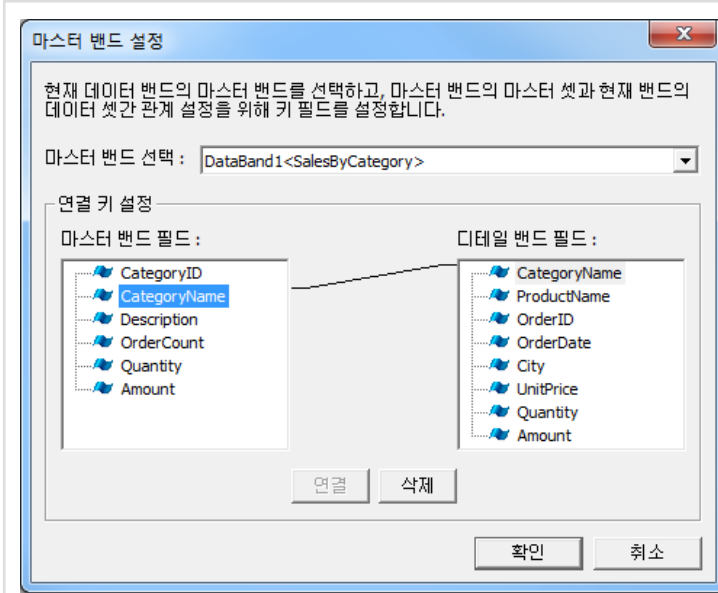 마스터 밴드 설정
현재 데이터 밴드의 마스터 밴드를 선택하고, 마스터 밴드의 마스터 셋과 현재 밴드의
데이터 셋간 관계 설정을 위해 키 필드를 설정합니다.
마스터 밴드 선택 : DataBand1<SalesByCategory>
연결 키 설정
마스터 밴드 필드 :
CategoryID
CategoryName
Description
OrderCount
Quantity
Amount
디테일 밴드 필드 :
CategoryName
ProductName
OrderID
OrderDate
City
UnitPrice
Quantity
Amount
연결 삭제
확인 취소